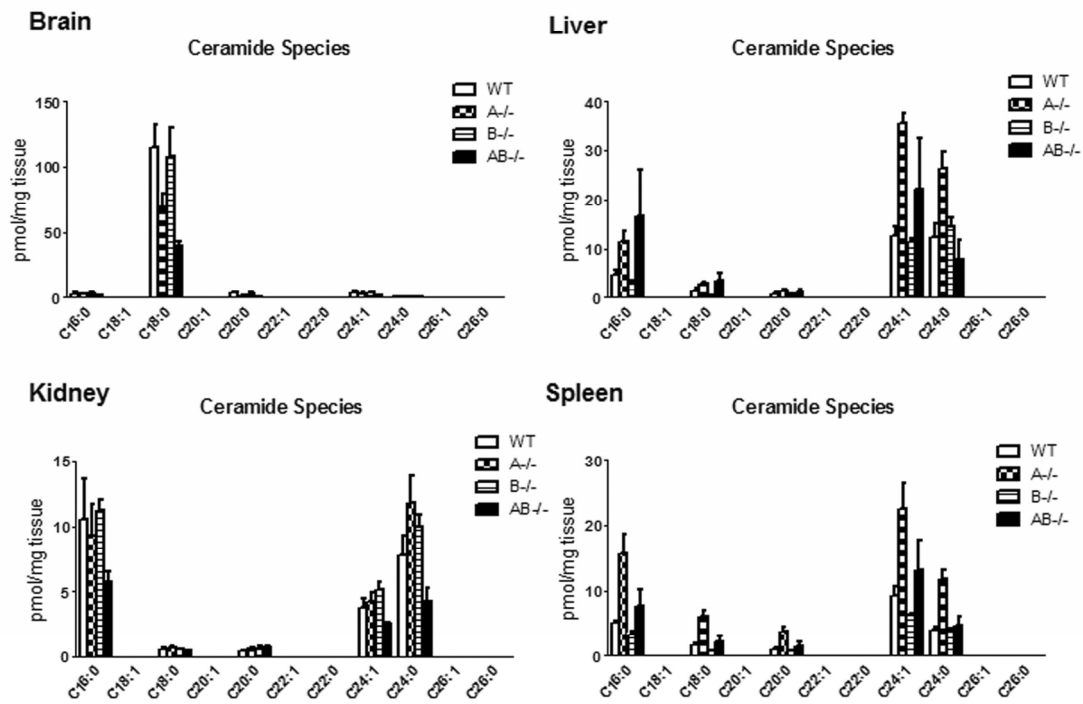 Brain
Ceramide Species
WT
A-/-
B-/-
AB-/-
pmol/mg tissue
150
100
50
0
C16:0
C18:1
C18:0
C20:1
C20:0
C22:1
C22:0
C24:1
C24:0
C26:1
C26:0
Liver
Ceramide Species
WT
A-/-
B-/-
AB-/-
pmol/mg tissue
40
30
20
10
0
C16:0
C18:1
C18:0
C20:1
C20:0
C22:1
C22:0
C24:1
C24:0
C26:1
C26:0
Kidney
Ceramide Species
WT
A-/-
B-/-
AB-/-
pmol/mg tissue
15
10
5
0
C16:0
C18:1
C18:0
C20:1
C20:0
C22:1
C22:0
C24:1
C24:0
C26:1
C26:0
Spleen
Ceramide Species
WT
A-/-
B-/-
AB-/-
pmol/mg tissue
30
20
10
0
C16:0
C18:1
C18:0
C20:1
C20:0
C22:1
C22:0
C24:1
C24:0
C26:1
C26:0